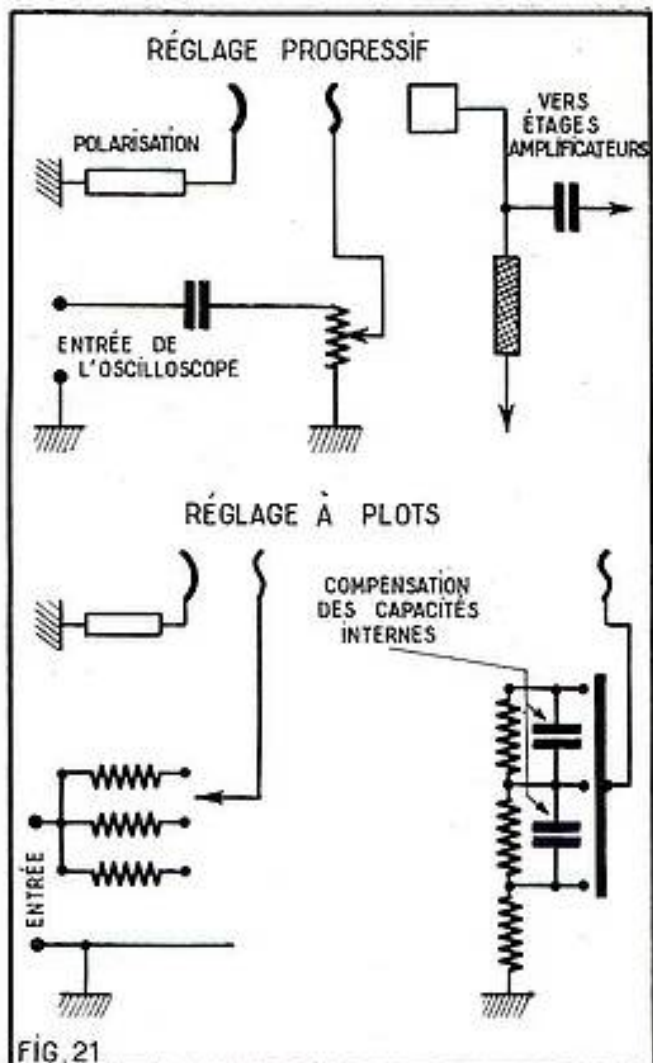 RÉGLAGE PROGRESSIF
POLARISATION
VERS
ÉTAGES
AMPLIFICATEURS
ENTRÉE DE
L'OSCILLOSCOPE
RÉGLAGE À PLOTS
COMPENSATION
DES CAPACITÉS
INTERNES
ENTRÉE
FIG. 21